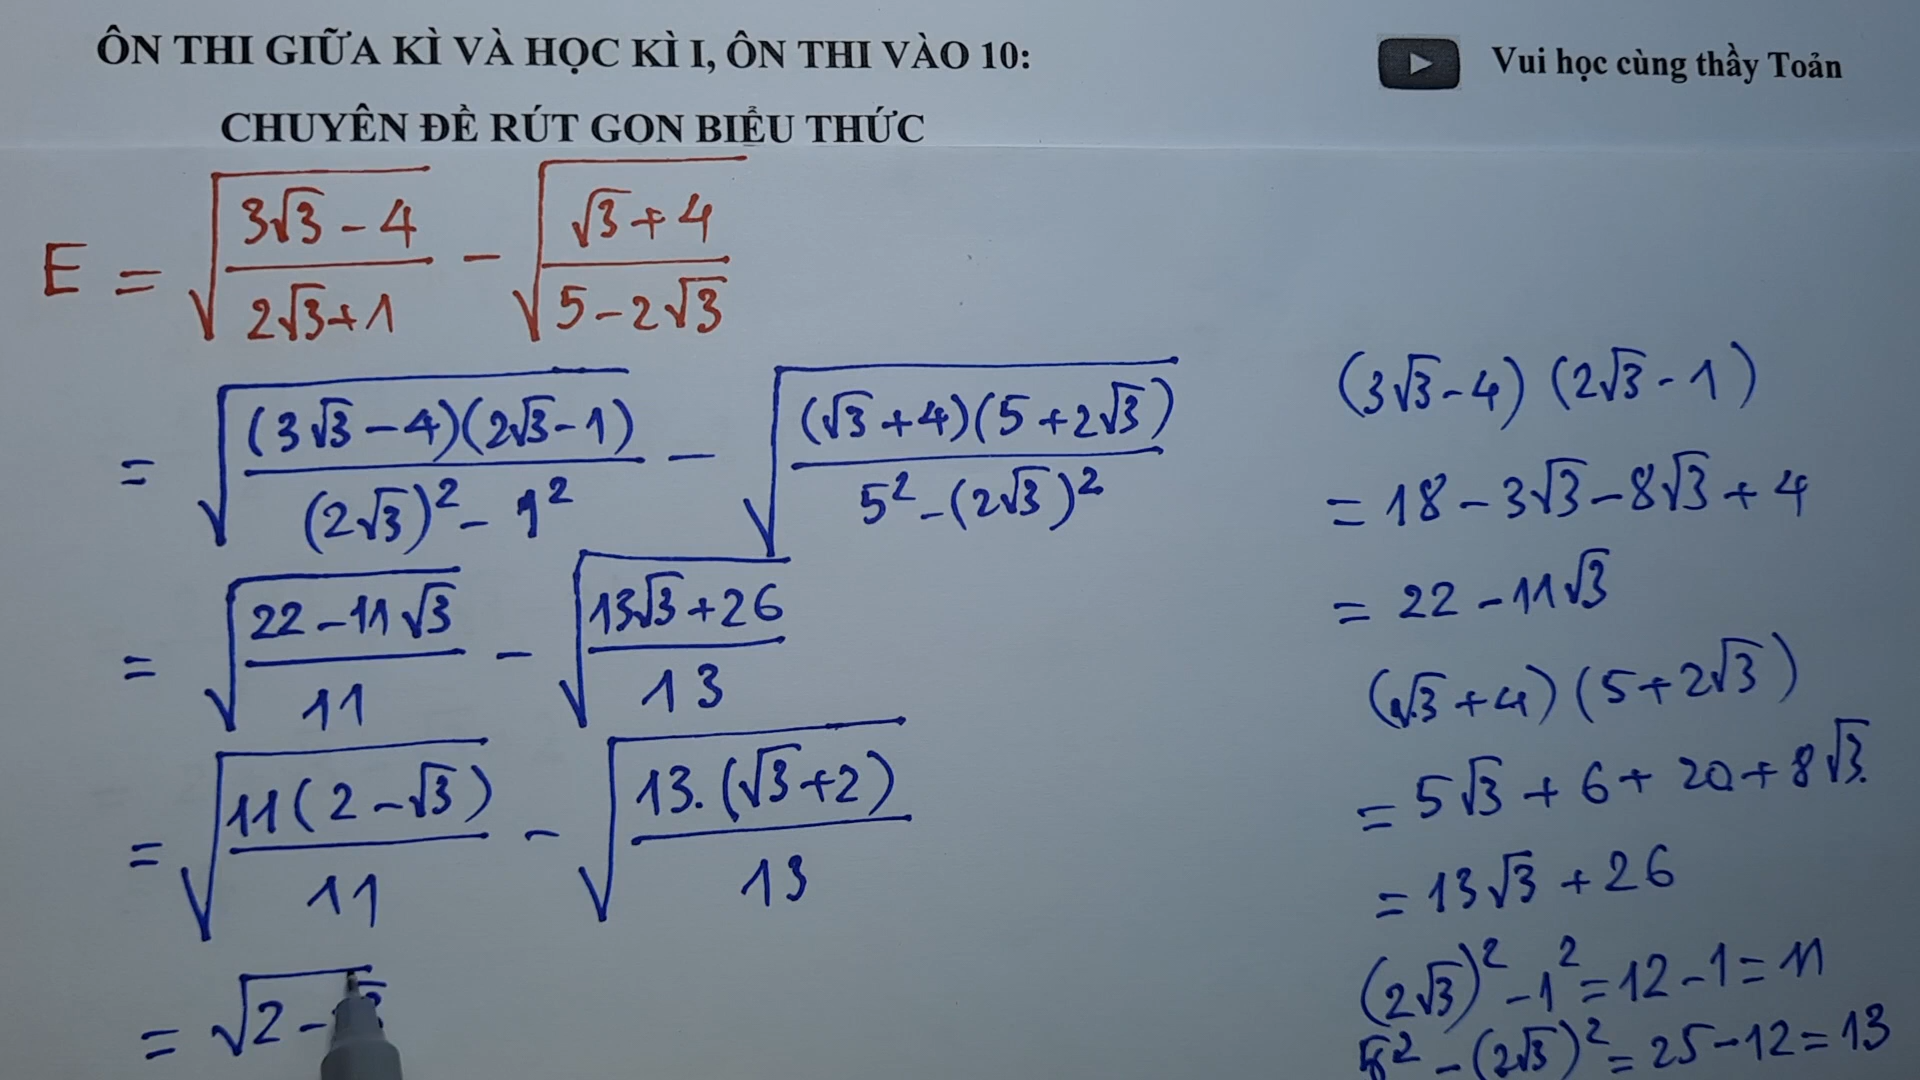 ÔN THI GIỮA KÌ VÀ HỌC KÌ I, ÔN THI VÀO 10:
Vui học cùng thầy Toản
CHUYÊN ĐỀ RÚT GỌN BIỂU THỨC
E = √((3√3 - 4)/(2√3 + 1)) - √((√3 + 4)/(5 - 2√3))
= √((3√3 - 4)(2√3 - 1)/((2√3)² - 1²)) - √((√3 + 4)(5 + 2√3)/(5² - (2√3)²))
= √((22 - 11√3)/11) - √((13√3 + 26)/13)
= √(11(2 - √3)/11) - √(13.(√3 + 2)/13)
= √2 -
(3√3 - 4)(2√3 - 1)
= 18 - 3√3 - 8√3 + 4
= 22 - 11√3
(√3 + 4)(5 + 2√3)
= 5√3 + 6 + 20 + 8√3.
= 13√3 + 26
(2√3)² - 1² = 12 - 1 = 11
5² - (2√3)² = 25 - 12 = 13